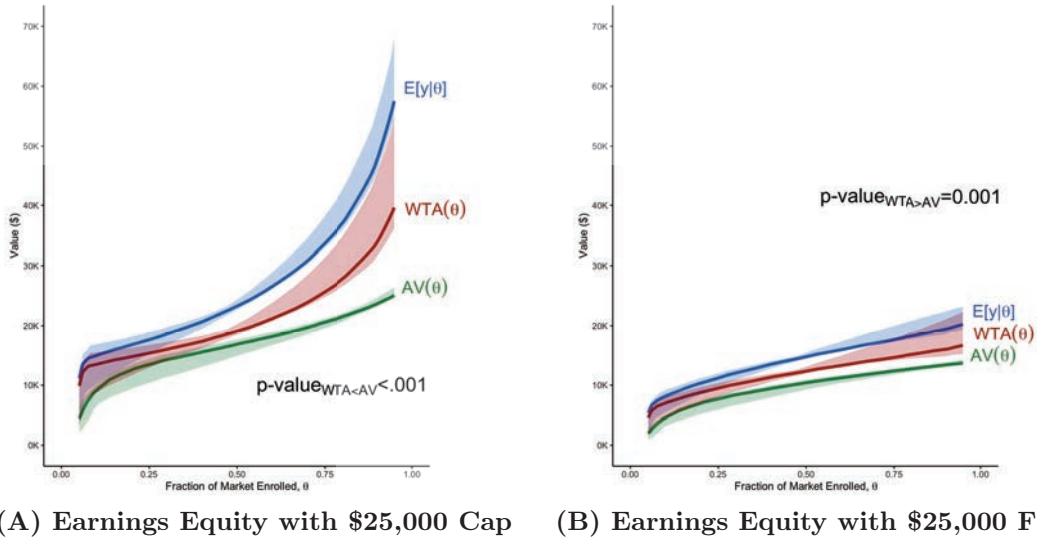 70K
60K
50K
40K
30K
20K
10K
0K
Value ($)
E[y|θ]
WTA(θ)
AV(θ)
p-valueWTA<AV<.001
0.00 0.25 0.50 0.75 1.00
Fraction of Market Enrolled, θ
(A) Earnings Equity with $25,000 Cap
70K
60K
50K
40K
30K
20K
10K
0K
Value ($)
p-valueWTA>AV=0.001
E[y|θ]
WTA(θ)
AV(θ)
0.00 0.25 0.50 0.75 1.00
Fraction of Market Enrolled, θ
(B) Earnings Equity with $25,000 F